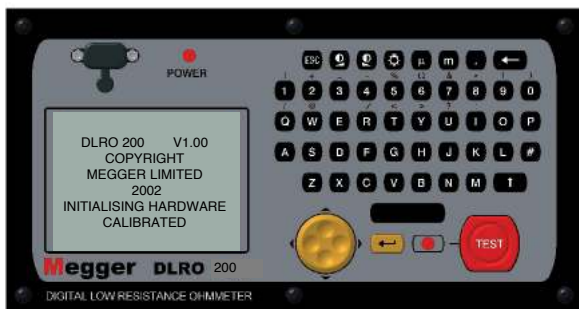 POWER
DLRO 200 V1.00
COPYRIGHT
MEGGER LIMITED
2002
INITIALISING HARDWARE
CALIBRATED
Megger DLRO 200
DIGITAL LOW RESISTANCE OHMMETER
ESC µ m .
1 2 3 4 5 6 7 8 9 0
Q W E R T Y U I O P
A S D F G H J K L #
Z X C V B N M
TEST